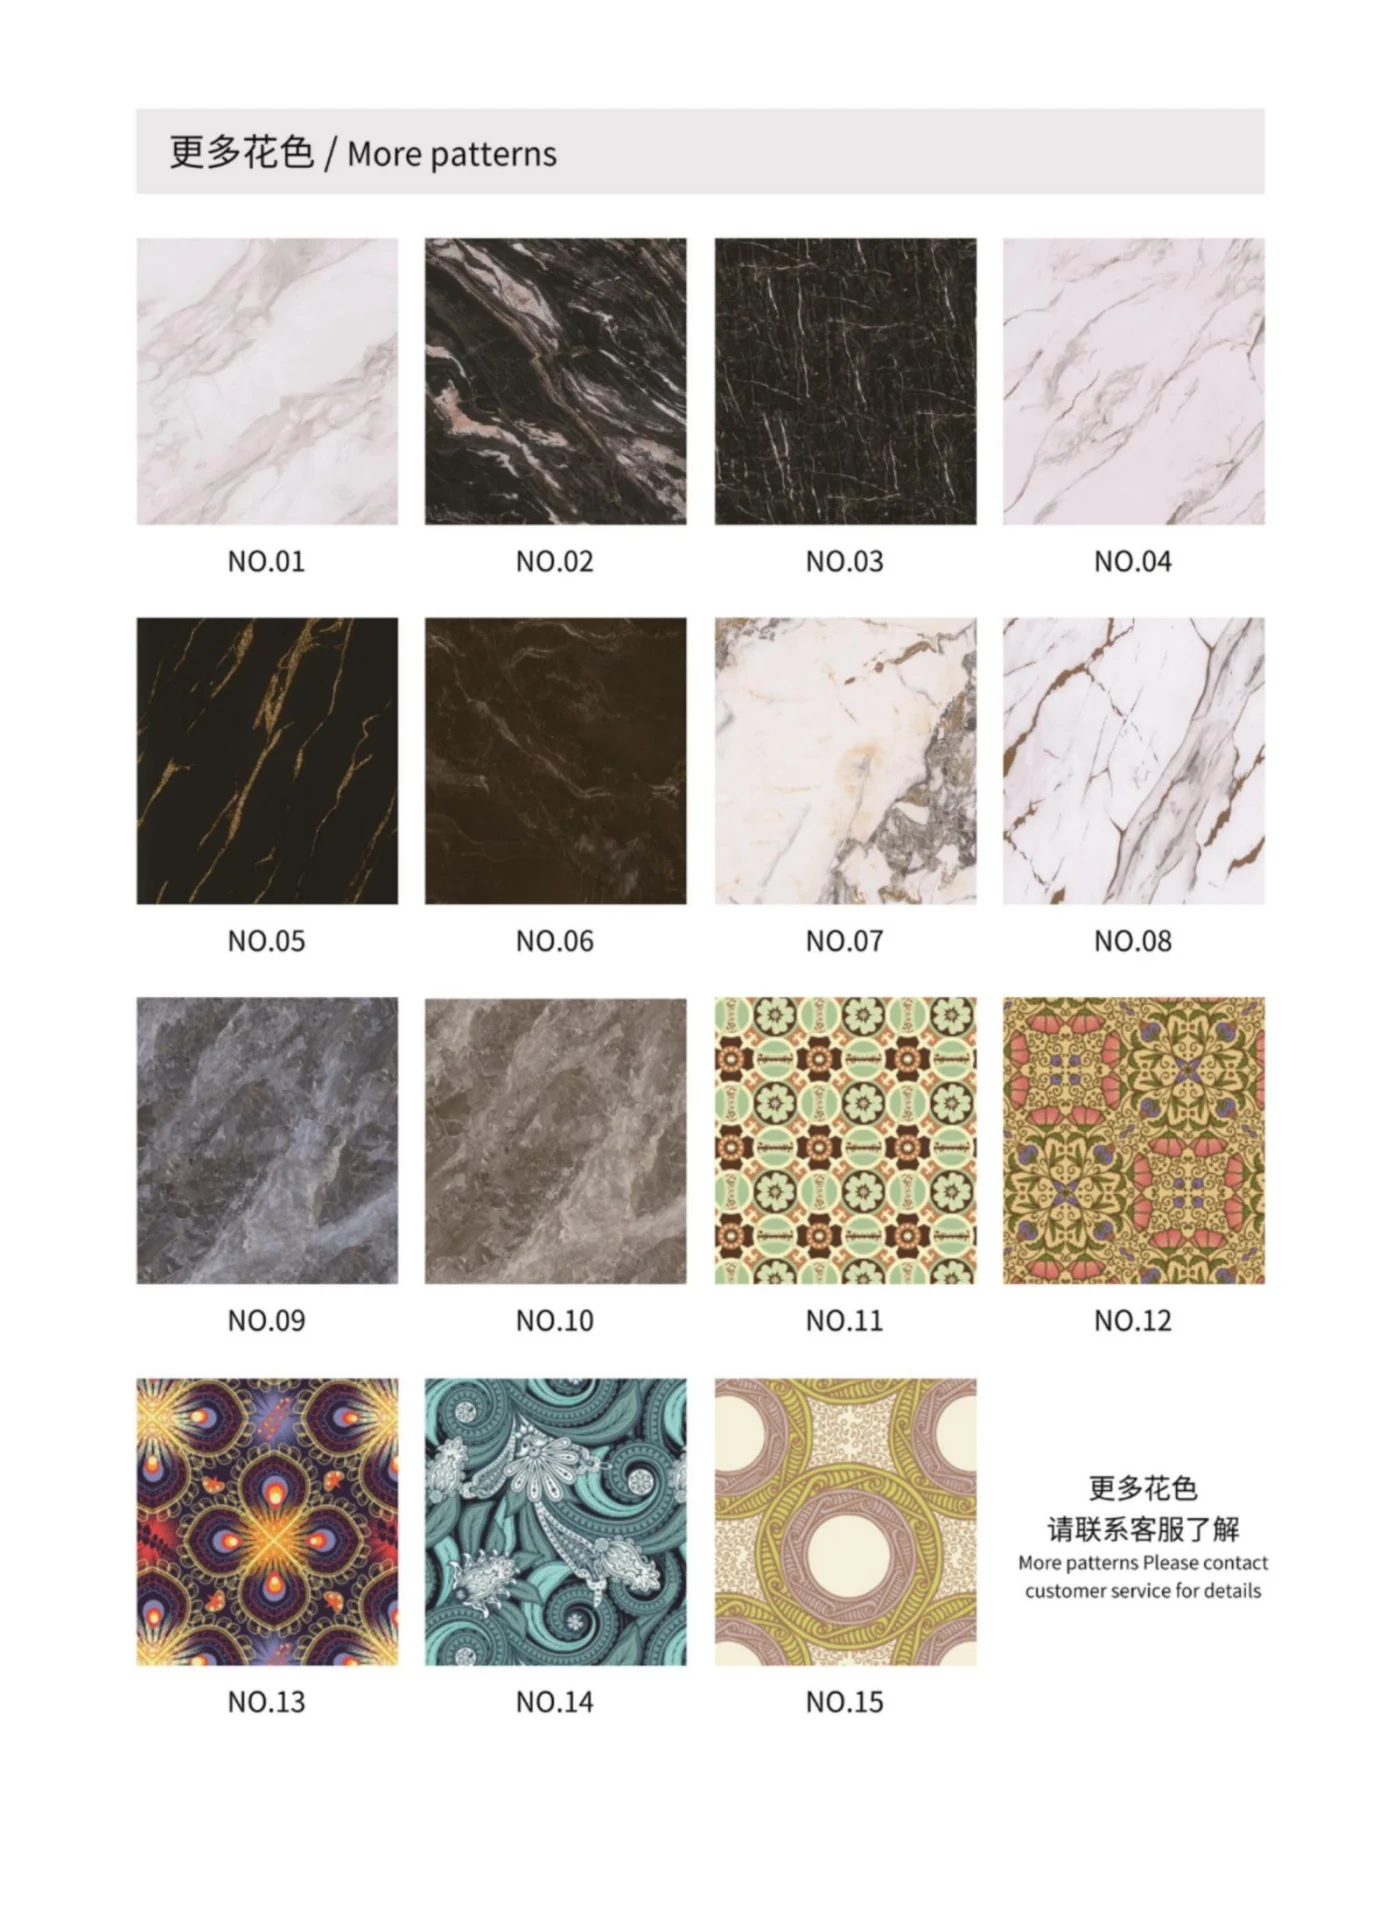 更多花色 / More patterns
NO.01
NO.02
NO.03
NO.04
NO.05
NO.06
NO.07
NO.08
NO.09
NO.10
NO.11
NO.12
NO.13
NO.14
NO.15
更多花色
请联系客服了解
More patterns Please contact
customer service for details